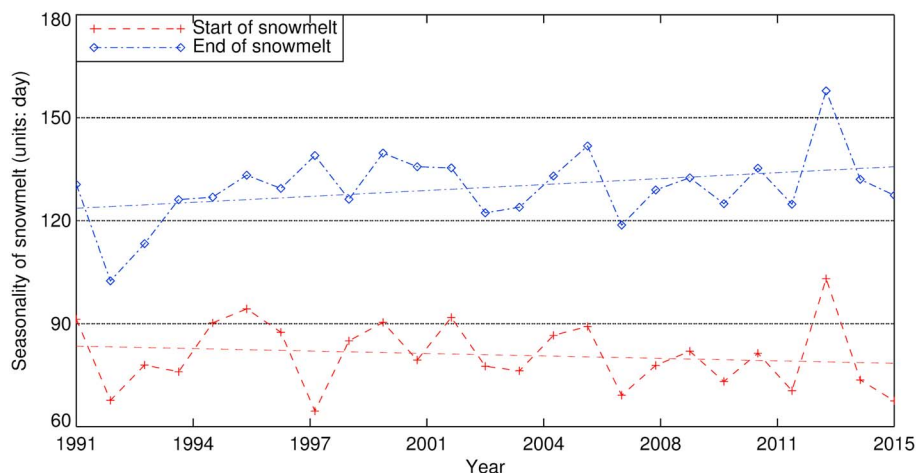 180
Start of snowmelt
End of snowmelt
150
120
90
60
Seasonality of snowmelt (units: day)
1991 1994 1997 2001 2004 2008 2011 2015
Year